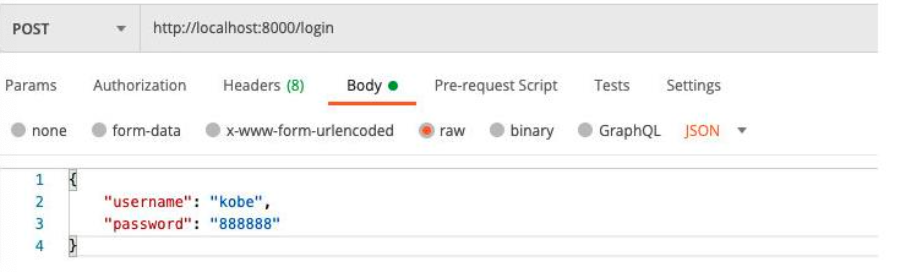 POST http://localhost:8000/login
Params Authorization Headers (8) Body Pre-request Script Tests Settings
none form-data x-www-form-urlencoded raw binary GraphQL JSON
1 {
2 "username": "kobe",
3 "password": "888888"
4 }